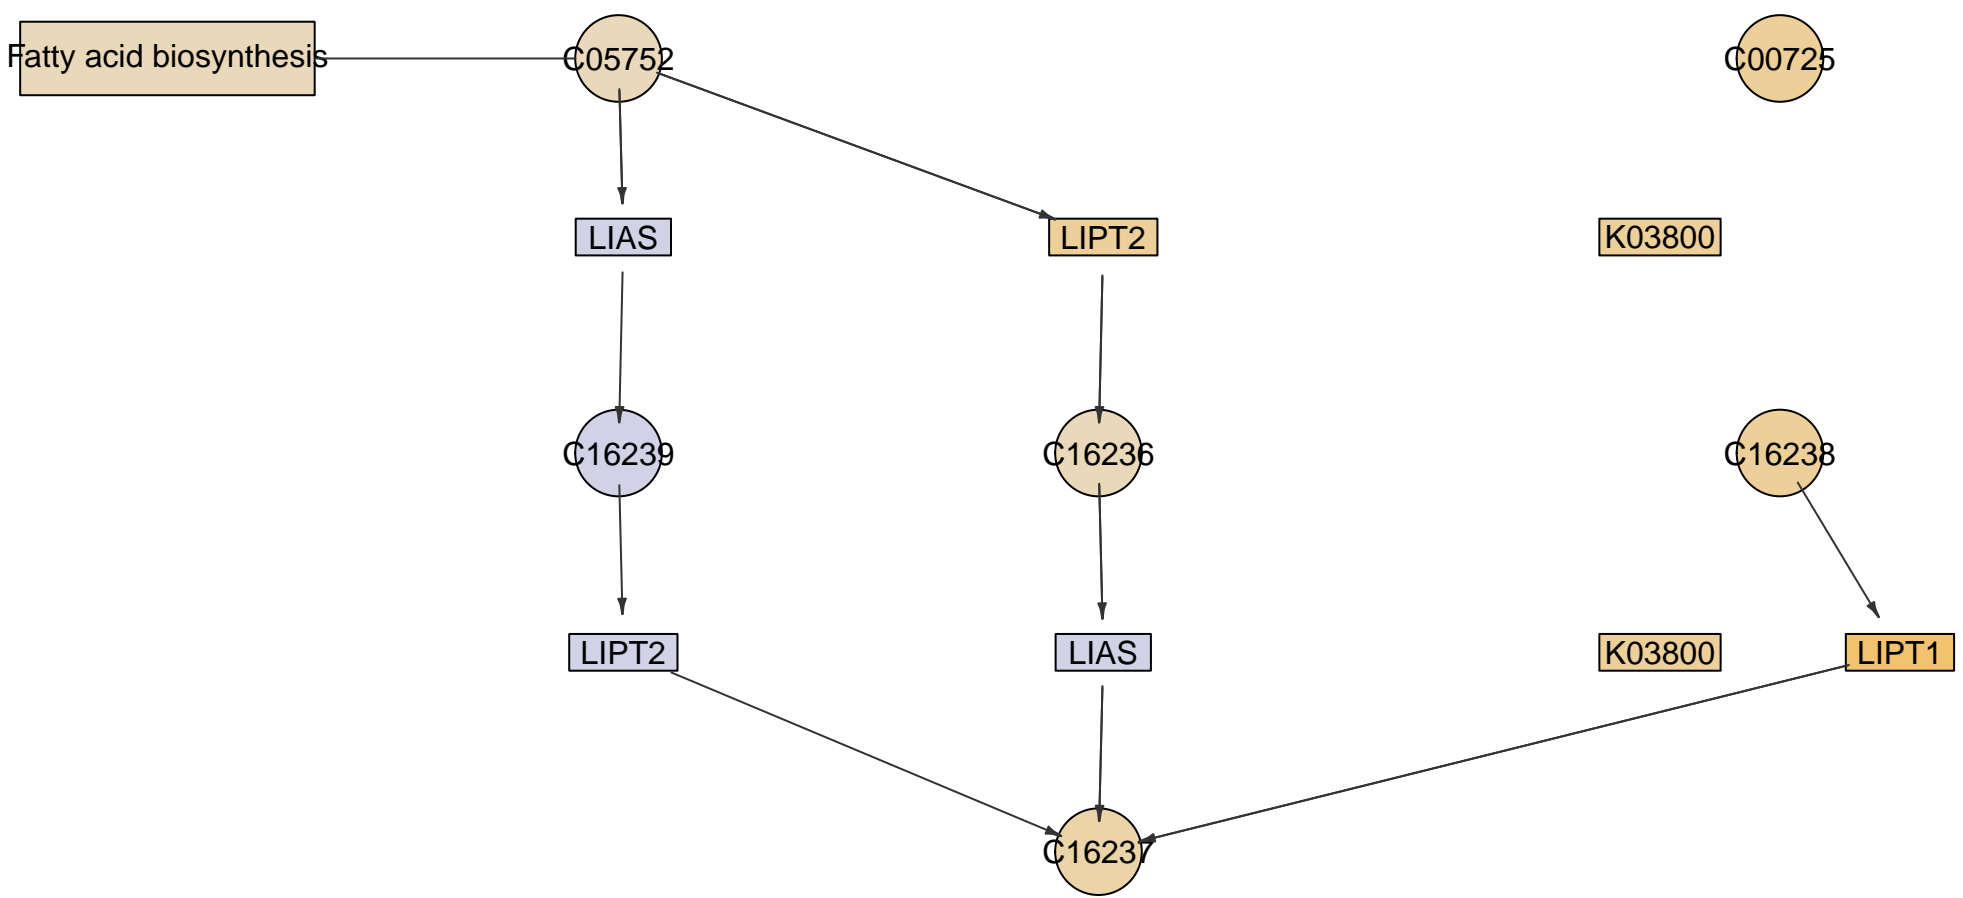 Fatty acid biosynthesis
C05752
C00725
LIAS
LIPT2
K03800
C16239
C16236
C16238
LIPT2
LIAS
K03800
LIPT1
C16237